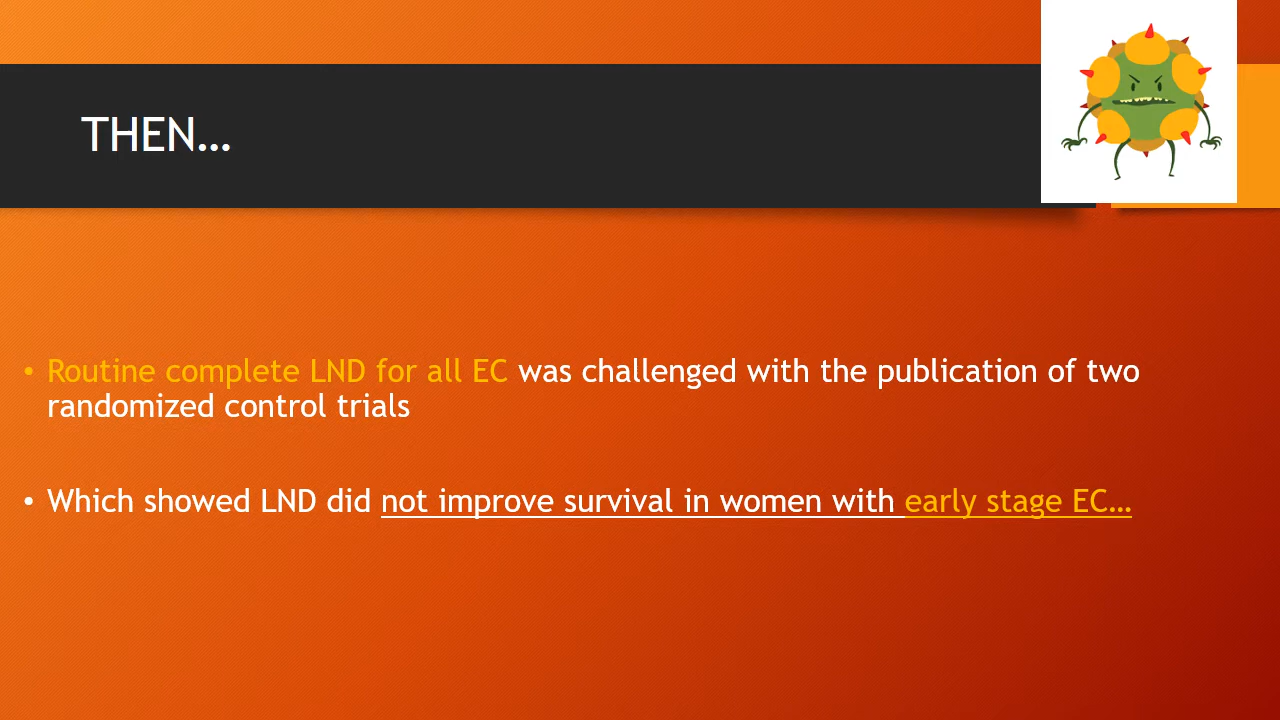 THEN…
• Routine complete LND for all EC was challenged with the publication of two
randomized control trials
• Which showed LND did not improve survival in women with early stage EC…